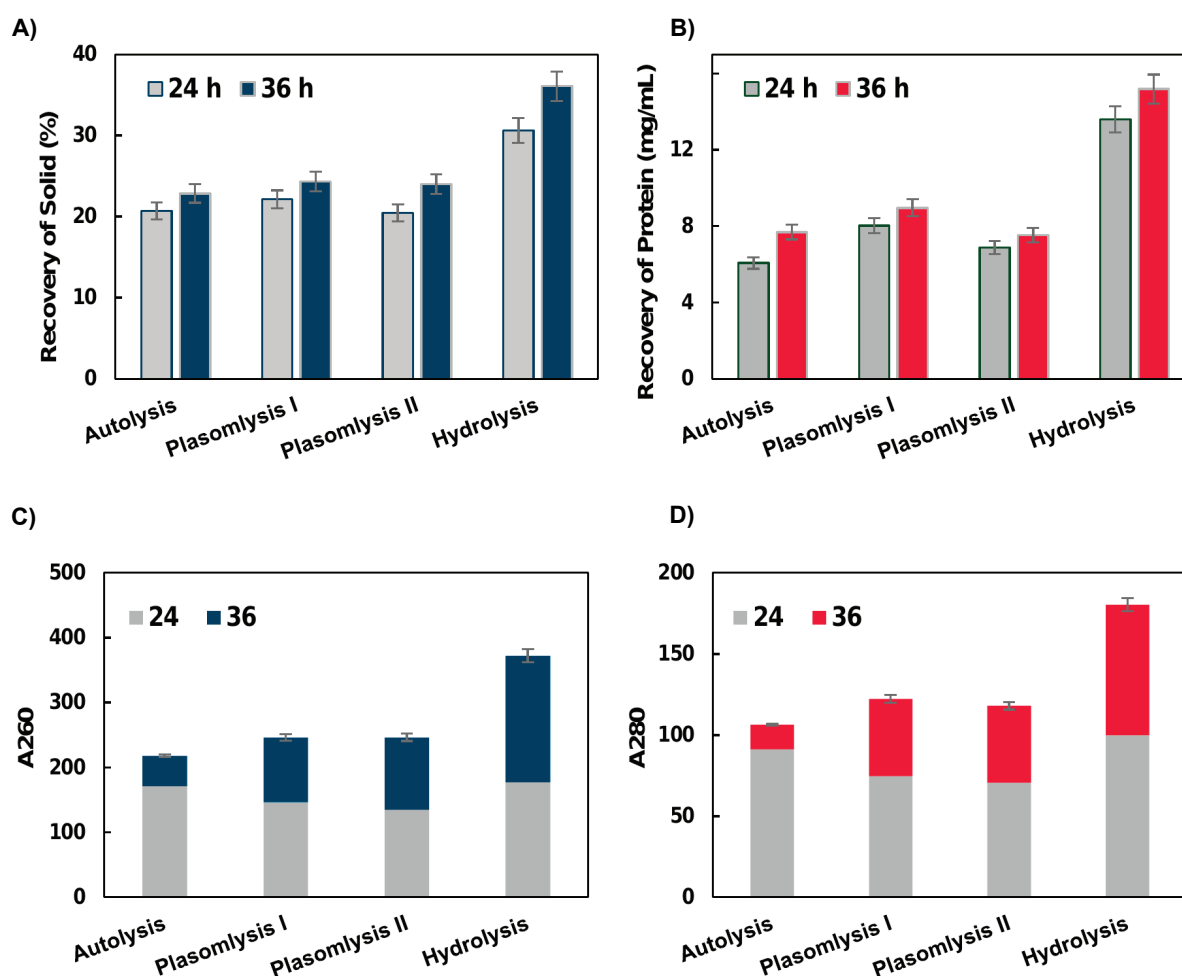 A)
Recovery of Solid (%)
40
30
20
10
0
24 h
36 h
Autolysis
Plasomlysis I
Plasomlysis II
Hydrolysis
B)
Recovery of Protein (mg/mL)
12
8
4
0
24 h
36 h
Autolysis
Plasomlysis I
Plasomlysis II
Hydrolysis
C)
A260
500
400
300
200
100
0
24
36
Autolysis
Plasomlysis I
Plasomlysis II
Hydrolysis
D)
A280
200
150
100
50
0
24
36
Autolysis
Plasomlysis I
Plasomlysis II
Hydrolysis